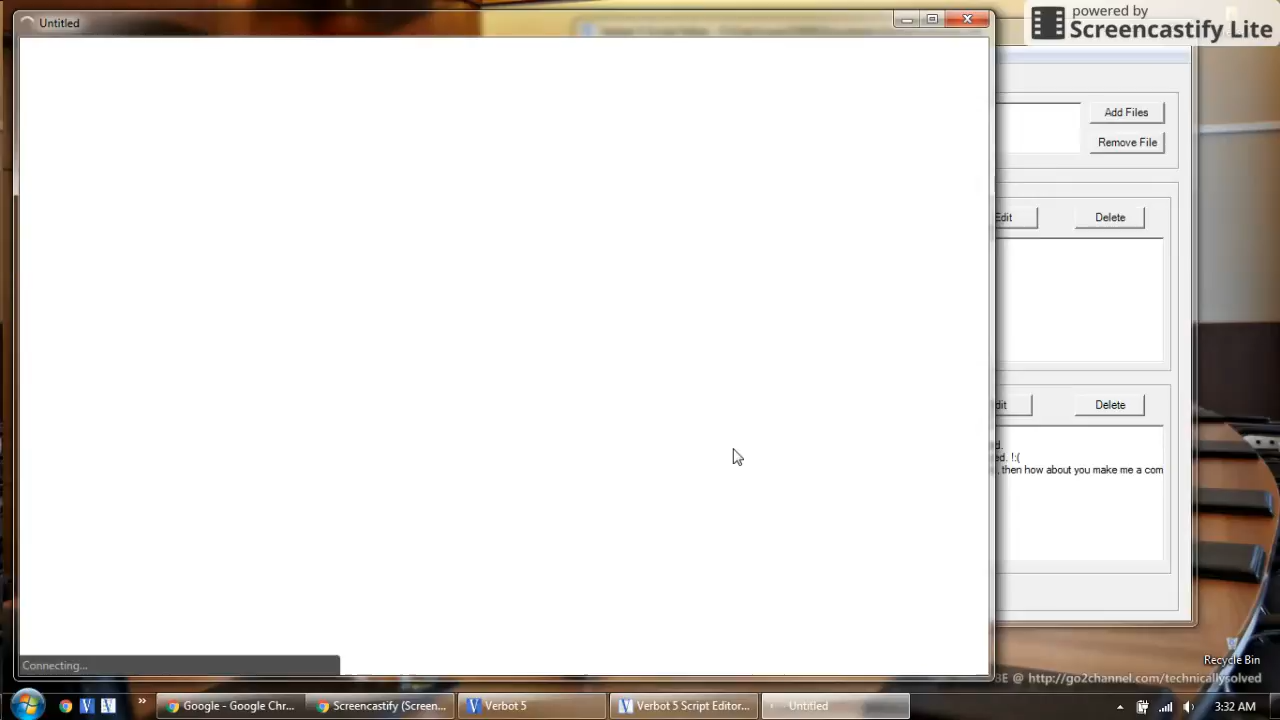 Untitled
powered by
Screencastify Lite
Add Files
Remove File
Edit
Delete
Delete
d.
ed. !:(
, then how about you make me a com
Connecting...
Recycle Bin
BE @ http://go2channel.com/technicallysolved
Google - Google Chr...
Screencastify (Screen...
Verbot 5
Verbot 5 Script Editor...
Untitled
3:32 AM